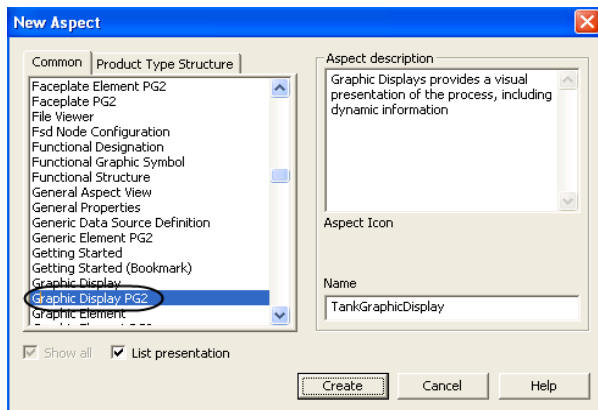 New Aspect
Common
Product Type Structure
Faceplate Element PG2
Faceplate PG2
File Viewer
Fsd Node Configuration
Functional Designation
Functional Graphic Symbol
Functional Structure
General Aspect View
General Properties
Generic Data Source Definition
Generic Element PG2
Getting Started
Getting Started (Bookmark)
Graphic Display
Graphic Display PG2
Graphic Element
Aspect description
Graphic Displays provides a visual
presentation of the process, including
dynamic information
Aspect Icon
Name
TankGraphicDisplay
Show all
List presentation
Create
Cancel
Help